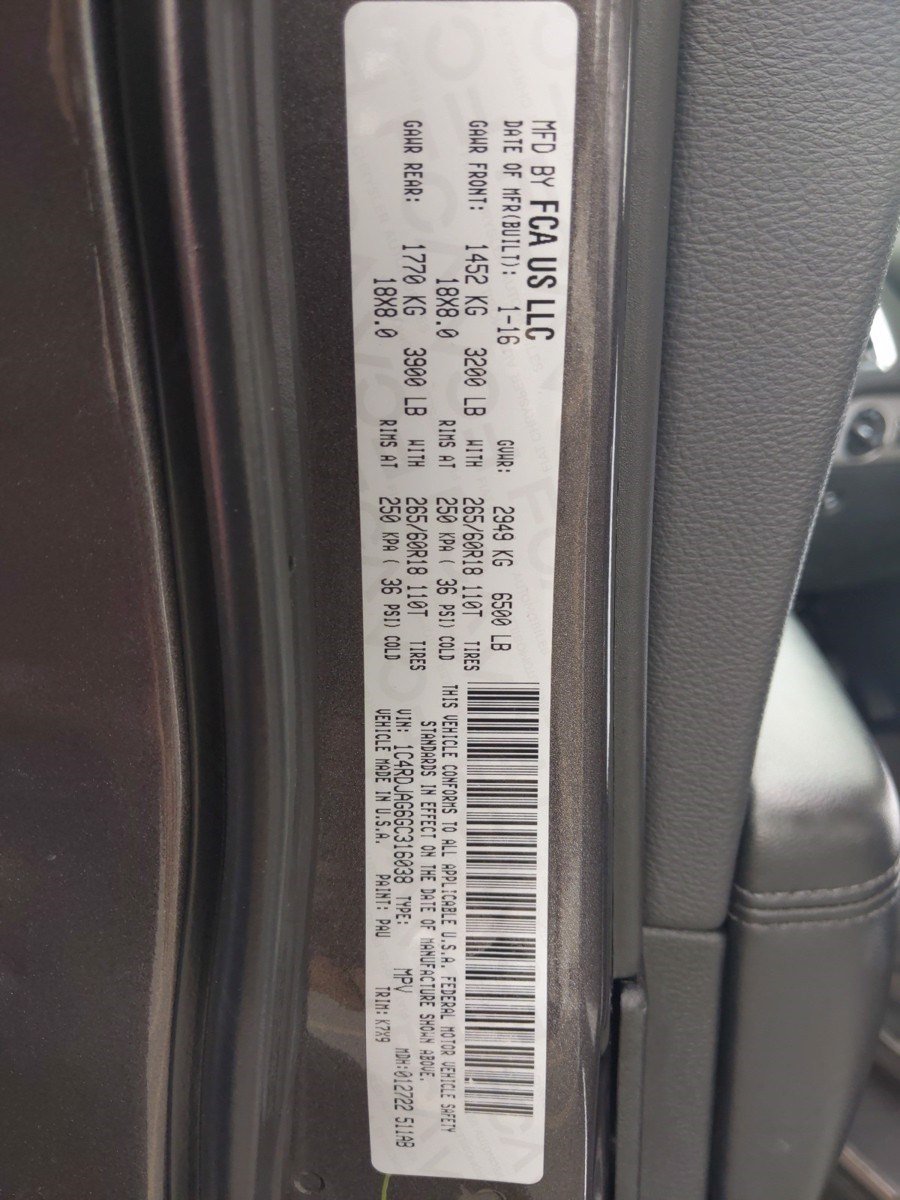 MFD BY FCA US LLC
DATE OF MFR(BUILT): 1-16 GVWR: 2949 KG 6500 LB
GAWR FRONT: 1452 KG 3200 LB WITH 265/60R18 110T TIRES
18X8.0 RIMS AT 250 KPA ( 36 PSI) COLD
GAWR REAR: 1770 KG 3900 LB WITH 265/60R18 110T TIRES
18X8.0 RIMS AT 250 KPA ( 36 PSI) COLD
THIS VEHICLE CONFORMS TO ALL APPLICABLE U.S.A. FEDERAL MOTOR VEHICLE SAFETY
STANDARDS IN EFFECT ON THE DATE OF MANUFACTURE SHOWN ABOVE.
VIN: 1C4RDJAG6GC316038 TYPE: MPV MDH:012722 511AB
VEHICLE MADE IN U.S.A. PAINT: PAU TRIM: K7X9